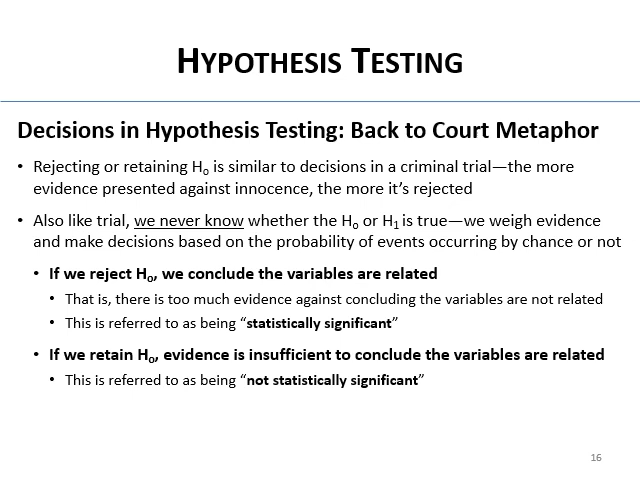 HYPOTHESIS TESTING
Decisions in Hypothesis Testing: Back to Court Metaphor
• Rejecting or retaining Ho is similar to decisions in a criminal trial—the more
evidence presented against innocence, the more it's rejected
• Also like trial, we never know whether the Ho or H1 is true—we weigh evidence
and make decisions based on the probability of events occurring by chance or not
• If we reject Ho, we conclude the variables are related
• That is, there is too much evidence against concluding the variables are not related
• This is referred to as being “statistically significant”
• If we retain Ho, evidence is insufficient to conclude the variables are related
• This is referred to as being “not statistically significant”
16